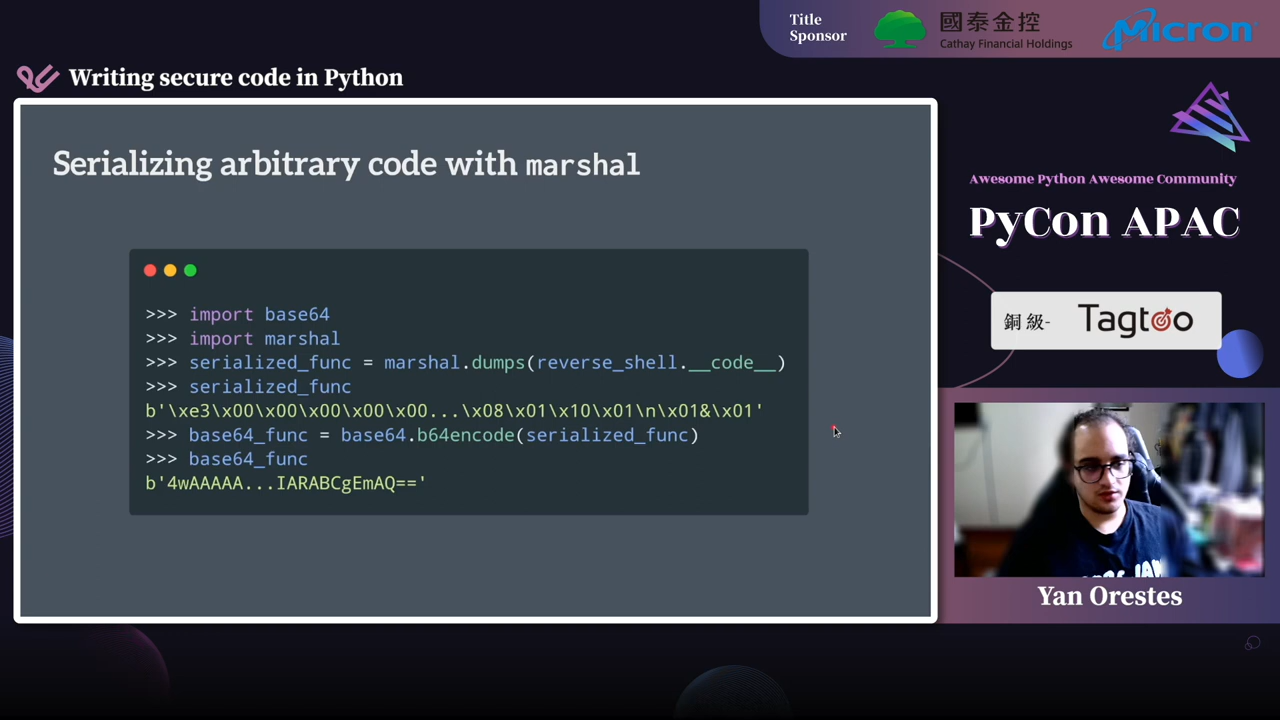 Title
Sponsor
國泰金控
Cathay Financial Holdings
Micron
Writing secure code in Python
Serializing arbitrary code with marshal
>>> import base64
>>> import marshal
>>> serialized_func = marshal.dumps(reverse_shell.__code__)
>>> serialized_func
b'\xe3\x00\x00\x00\x00\x00...\x08\x01\x10\x01\n\x01&\x01'
>>> base64_func = base64.b64encode(serialized_func)
>>> base64_func
b'4wAAAAA...IARABCgEmAQ=='
Awesome Python Awesome Community
PyCon APAC
銅級- Tagtoo
Yan Orestes